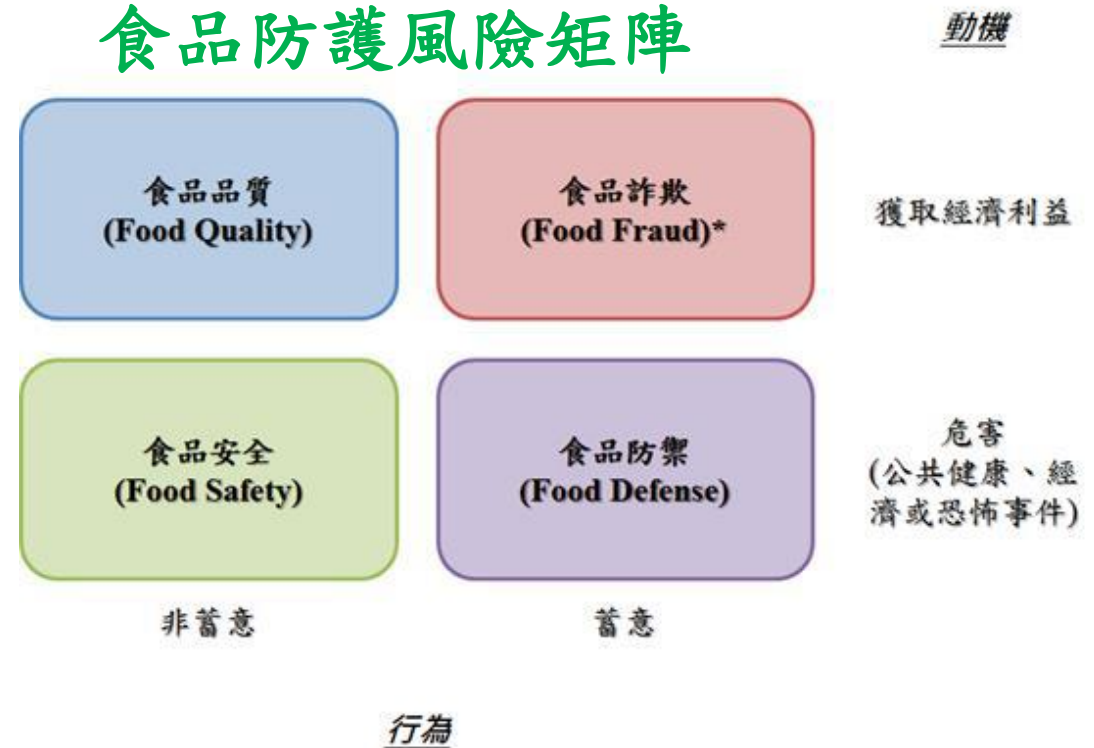 食品防護風險矩陣
動機
食品品質
(Food Quality)
食品詐欺
(Food Fraud)*
獲取經濟利益
食品安全
(Food Safety)
食品防禦
(Food Defense)
危害
(公共健康、經
濟或恐怖事件)
非蓄意
蓄意
行為